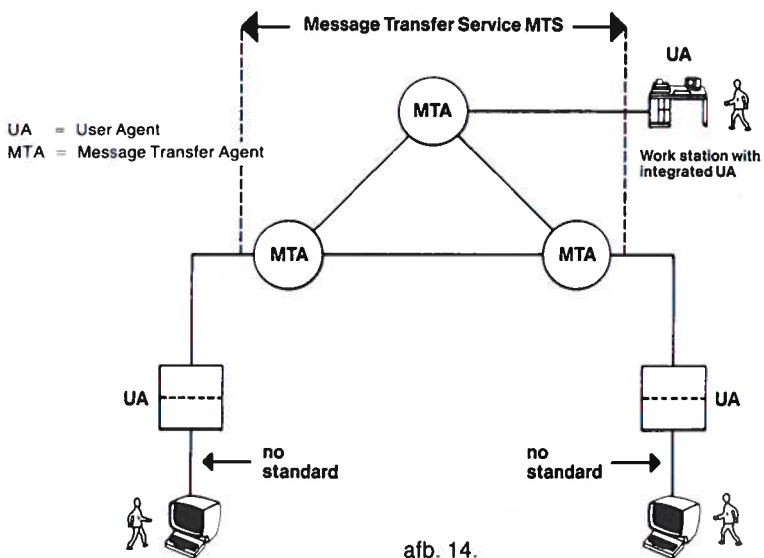 Message Transfer Service MTS
UA
MTA
UA = User Agent
MTA = Message Transfer Agent
Work station with
integrated UA
MTA
MTA
UA
UA
no
standard
no
standard
afb. 14.